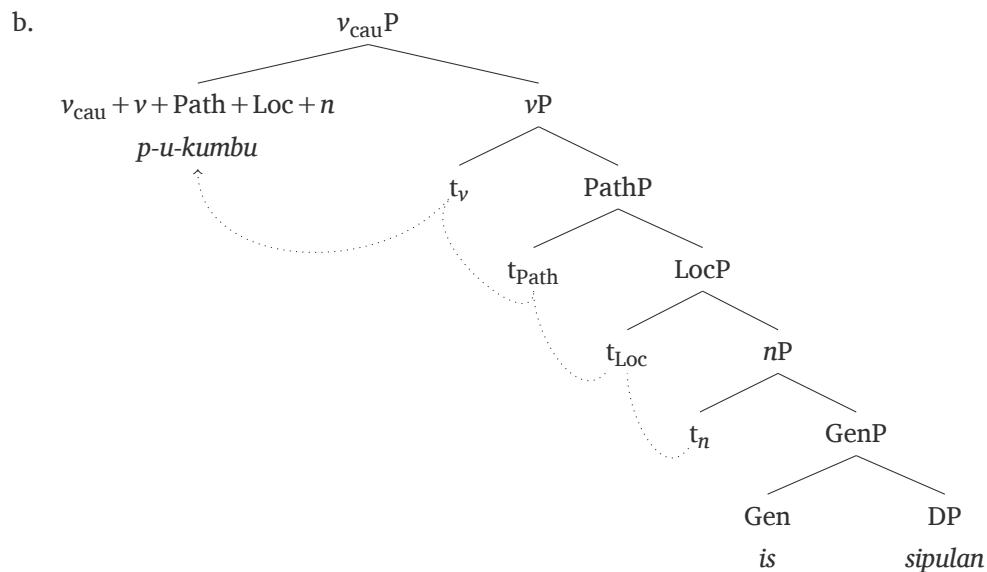 b.
v_cauP
v_cau + v + Path + Loc + n vP
p-u-kumbu
t_v PathP
t_Path LocP
t_Loc nP
t_n GenP
Gen DP
is sipulan